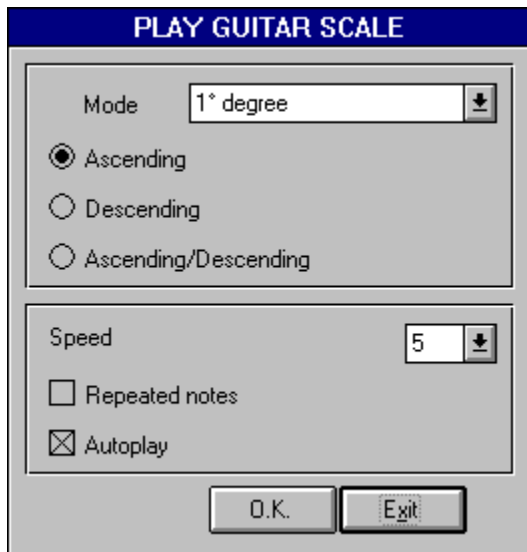 PLAY GUITAR SCALE
Mode 1° degree
Ascending
Descending
Ascending/Descending
Speed 5
Repeated notes
Autoplay
O.K. Exit